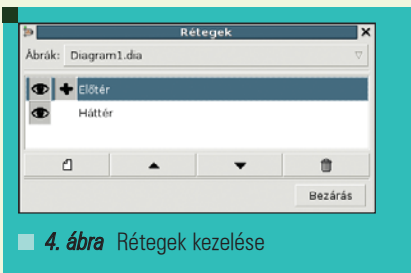 Rétegek
Ábrák: Diagram1.dia
Előtér
Háttér
Bezárás
4. ábra Rétegek kezelése